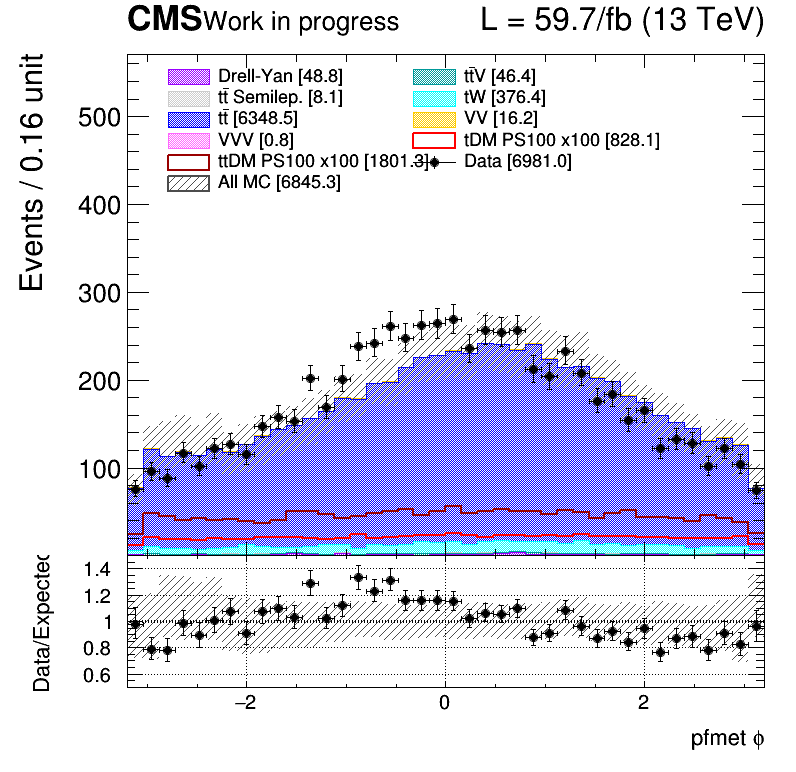 CMS Work in progress L = 59.7/fb (13 TeV)
Events / 0.16 unit
Drell-Yan [48.8] tt̄V [46.4]
tt̄ Semilep. [8.1] tW [376.4]
tt̄ [6348.5] VV [16.2]
VVV [0.8] tDM PS100 x100 [828.1]
ttDM PS100 x100 [1801.3] Data [6981.0]
All MC [6845.3]
500
400
300
200
100
Data/Expected
1.4
1.2
1
0.8
0.6
−2 0 2
pfmet ϕ